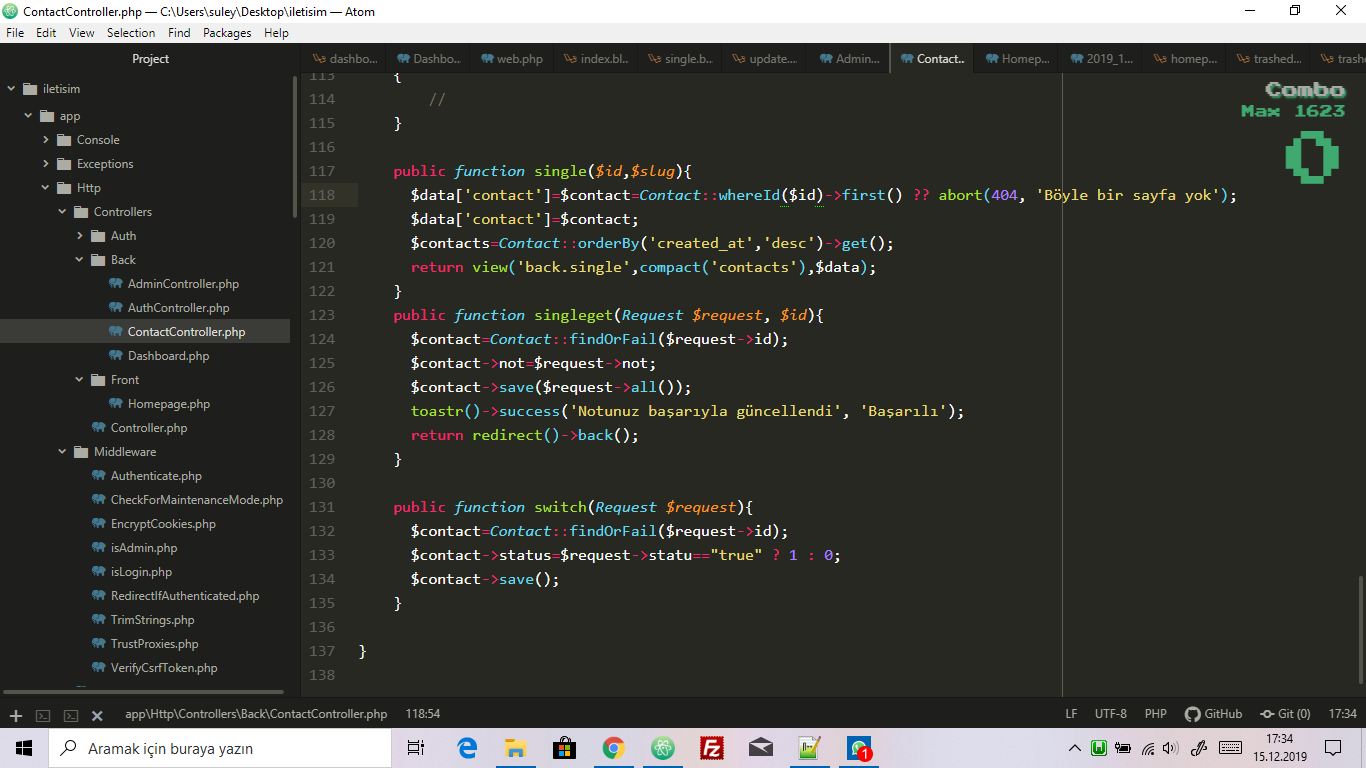 ContactController.php — C:\Users\suley\Desktop\iletisim — Atom
File Edit View Selection Find Packages Help
Project
dashbo... Dashbo... web.php index.bl... single.b... update.... Admin... Contact.. Homep... 2019_1... homep... trashed... trashe
iletisim
app
Console
Exceptions
Http
Controllers
Auth
Back
AdminController.php
AuthController.php
ContactController.php
Dashboard.php
Front
Homepage.php
Controller.php
Middleware
Authenticate.php
CheckForMaintenanceMode.php
EncryptCookies.php
isAdmin.php
isLogin.php
RedirectIfAuthenticated.php
TrimStrings.php
TrustProxies.php
VerifyCsrfToken.php
113 {
114 //
115 }
116
117 public function single($id,$slug){
118 $data['contact']=$contact=Contact::whereId($id)->first() ?? abort(404, 'Böyle bir sayfa yok');
119 $data['contact']=$contact;
120 $contacts=Contact::orderBy('created_at','desc')->get();
121 return view('back.single',compact('contacts'),$data);
122 }
123 public function singleget(Request $request, $id){
124 $contact=Contact::findOrFail($request->id);
125 $contact->not=$request->not;
126 $contact->save($request->all());
127 toastr()->success('Notunuz başarıyla güncellendi', 'Başarılı');
128 return redirect()->back();
129 }
130
131 public function switch(Request $request){
132 $contact=Contact::findOrFail($request->id);
133 $contact->status=$request->statu=="true" ? 1 : 0;
134 $contact->save();
135 }
136
137 }
138
Combo
Max 1623
0
app\Http\Controllers\Back\ContactController.php 118:54
LF UTF-8 PHP GitHub Git (0) 17:34
Aramak için buraya yazın
1
17:34
15.12.2019